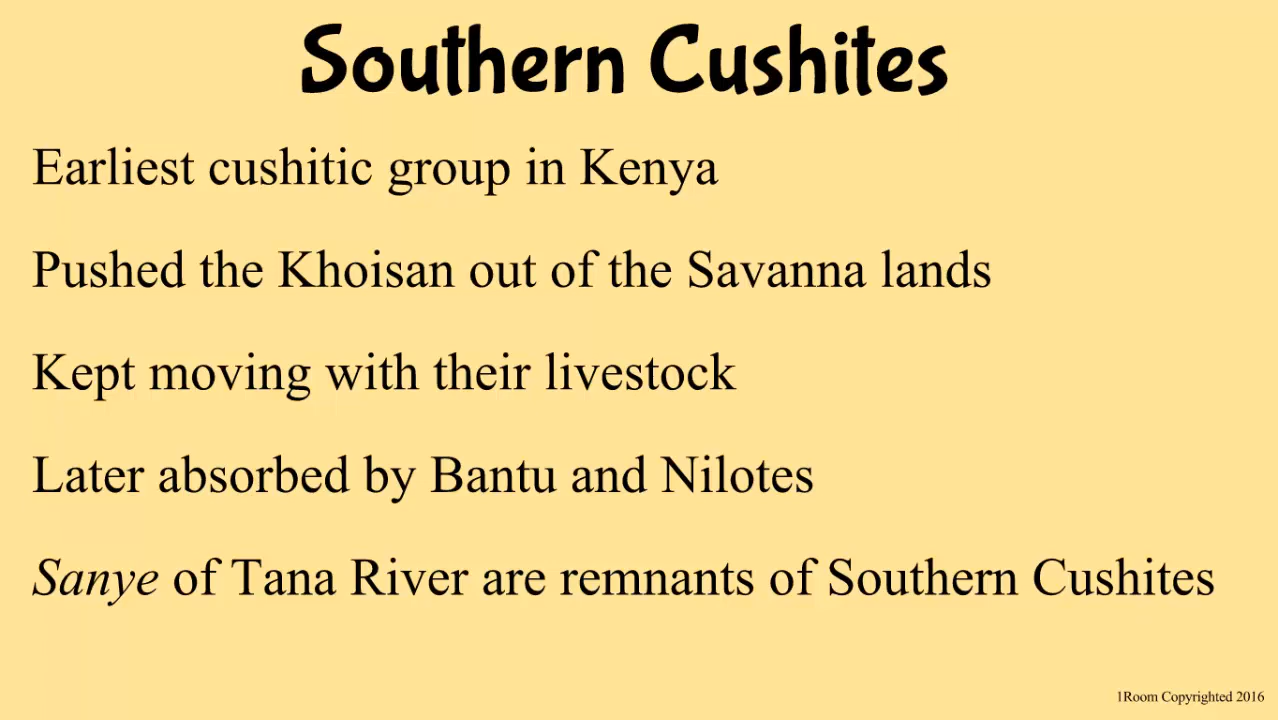 Southern Cushites
Earliest cushitic group in Kenya
Pushed the Khoisan out of the Savanna lands
Kept moving with their livestock
Later absorbed by Bantu and Nilotes
Sanye of Tana River are remnants of Southern Cushites
1Room Copyrighted 2016